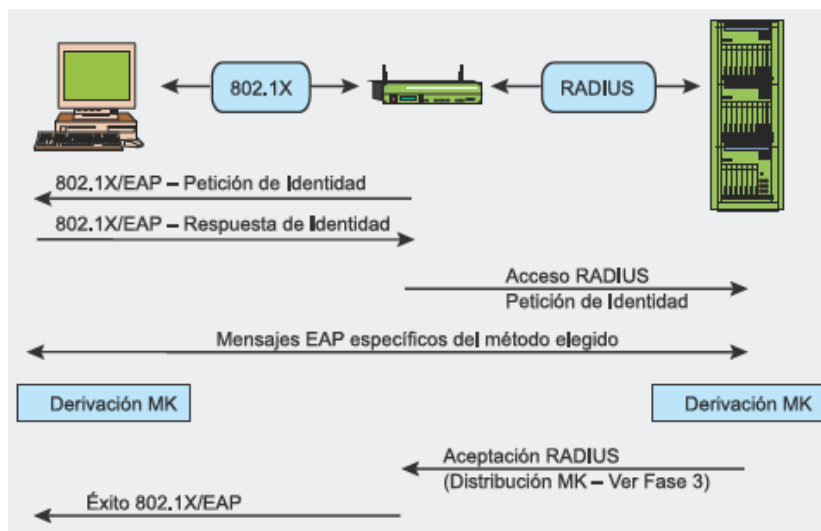 802.1X
RADIUS
802.1X/EAP – Petición de Identidad
802.1X/EAP – Respuesta de Identidad
Acceso RADIUS
Petición de Identidad
Mensajes EAP específicos del método elegido
Derivación MK
Derivación MK
Aceptación RADIUS
(Distribución MK – Ver Fase 3)
Éxito 802.1X/EAP